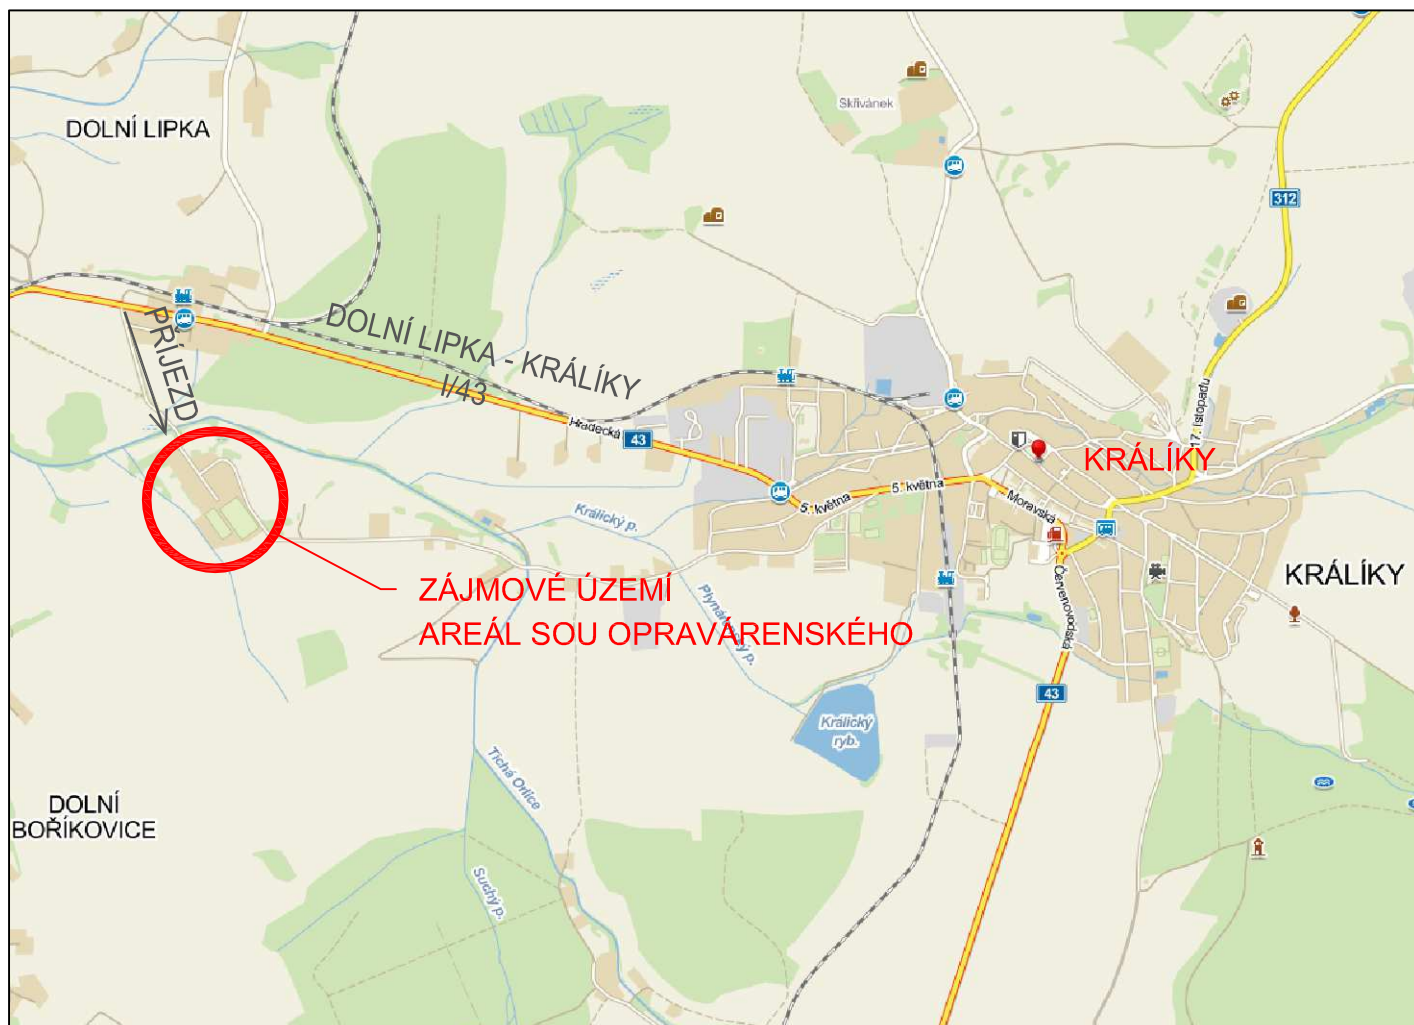 Skřivánek
DOLNÍ LIPKA
312
PŘÍJEZD
DOLNÍ LIPKA - KRÁLÍKY
I/43
Hradecká
43
17. listopadu
KRÁLÍKY
5. května
5. května
Moravská
Králický p.
Červenovodská
KRÁLÍKY
ZÁJMOVÉ ÚZEMÍ
AREÁL SOU OPRAVÁRENSKÉHO
Plynárenský p.
43
Králický
ryb.
Tichá Orlice
DOLNÍ
BOŘÍKOVICE
Suchý p.